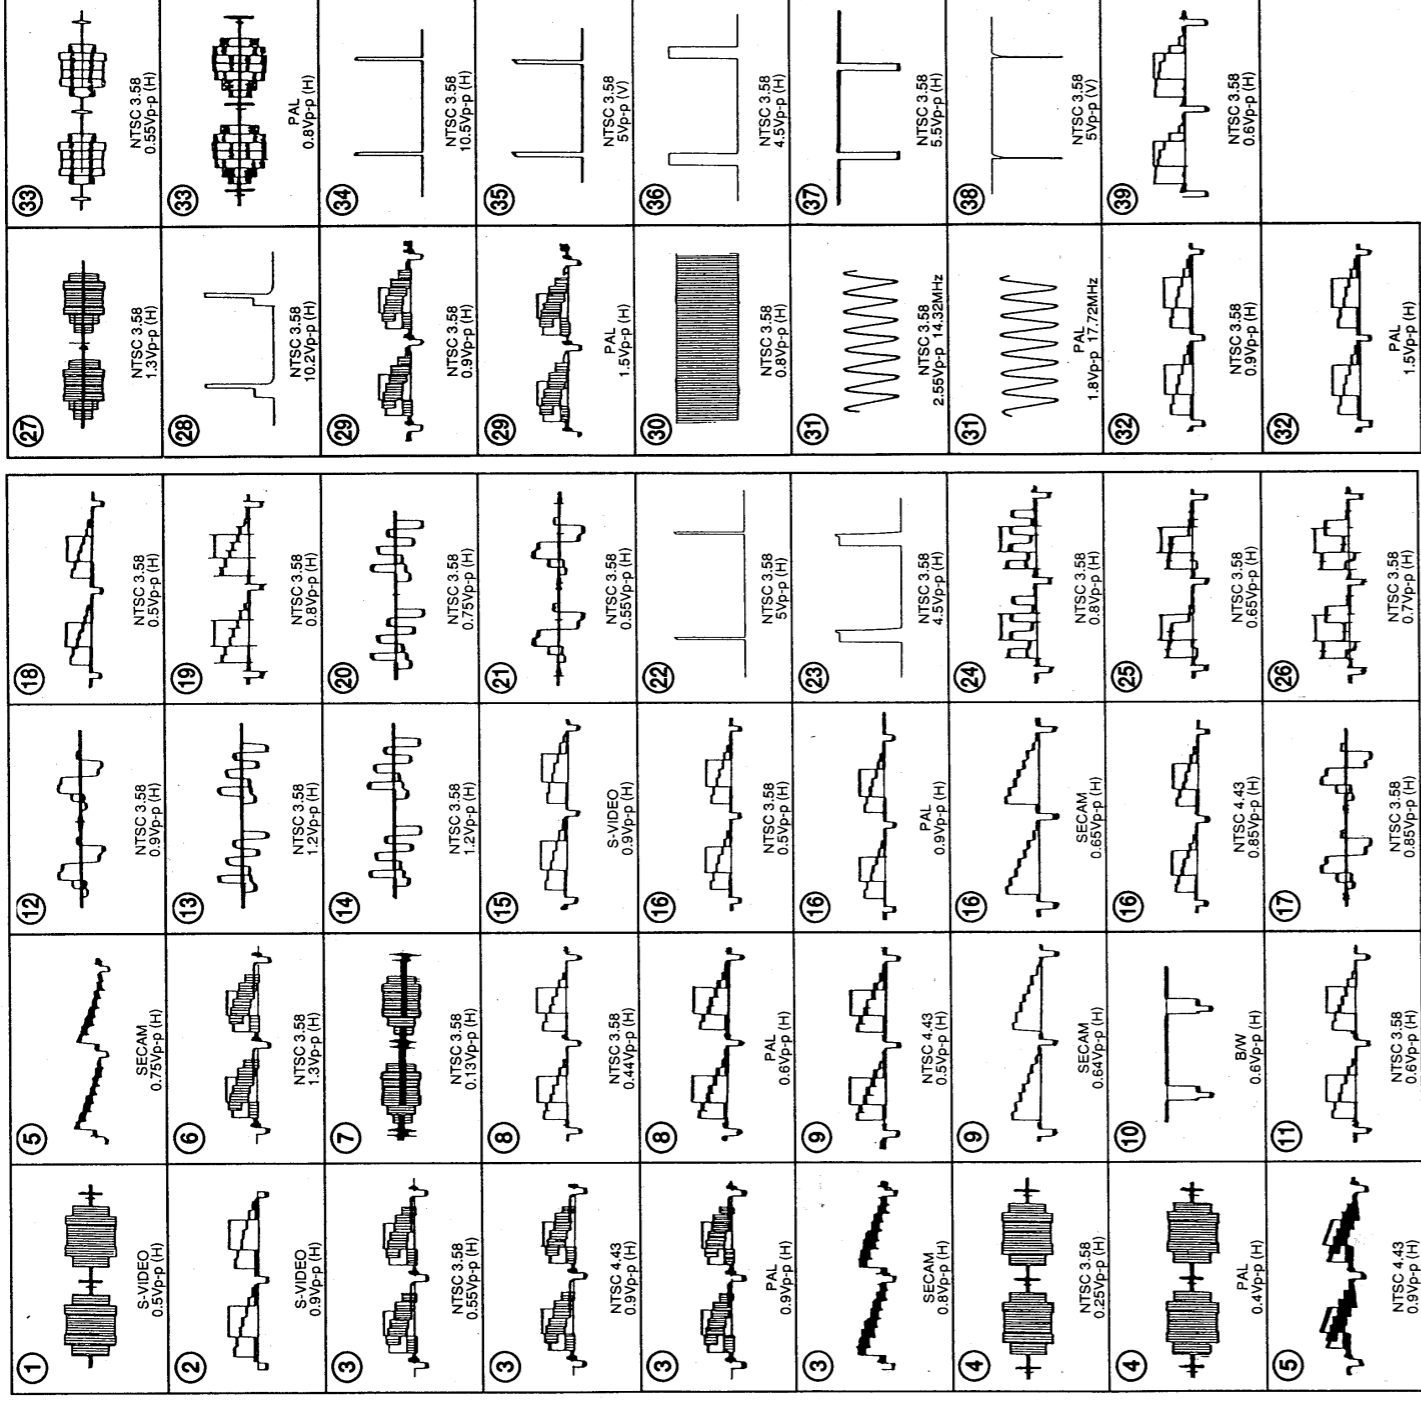 1
S-VIDEO
0.5Vp-p (H)
2
S-VIDEO
0.9Vp-p (H)
3
NTSC 3.58
0.55Vp-p (H)
3
NTSC 4.43
0.9Vp-p (H)
3
PAL
0.9Vp-p (H)
3
SECAM
0.8Vp-p (H)
4
NTSC 3.58
0.25Vp-p (H)
4
PAL
0.4Vp-p (H)
5
NTSC 4.43
0.9Vp-p (H)
5
SECAM
0.75Vp-p (H)
6
NTSC 3.58
1.3Vp-p (H)
7
NTSC 3.58
0.13Vp-p (H)
8
NTSC 3.58
0.44Vp-p (H)
8
PAL
0.6Vp-p (H)
9
NTSC 4.43
0.5Vp-p (H)
9
SECAM
0.64Vp-p (H)
10
B/W
0.6Vp-p (H)
11
NTSC 3.58
0.6Vp-p (H)
12
NTSC 3.58
0.9Vp-p (H)
13
NTSC 3.58
1.2Vp-p (H)
14
NTSC 3.58
1.2Vp-p (H)
15
S-VIDEO
0.9Vp-p (H)
16
NTSC 3.58
0.5Vp-p (H)
16
PAL
0.9Vp-p (H)
16
SECAM
0.65Vp-p (H)
16
NTSC 4.43
0.85Vp-p (H)
17
NTSC 3.58
0.85Vp-p (H)
18
NTSC 3.58
0.5Vp-p (H)
19
NTSC 3.58
0.8Vp-p (H)
20
NTSC 3.58
0.75Vp-p (H)
21
NTSC 3.58
0.55Vp-p (H)
22
NTSC 3.58
5Vp-p (H)
23
NTSC 3.58
4.5Vp-p (H)
24
NTSC 3.58
0.8Vp-p (H)
25
NTSC 3.58
0.65Vp-p (H)
26
NTSC 3.58
0.7Vp-p (H)
27
NTSC 3.58
1.3Vp-p (H)
28
NTSC 3.58
10.2Vp-p (H)
29
NTSC 3.58
0.9Vp-p (H)
29
PAL
1.5Vp-p (H)
30
NTSC 3.58
0.8Vp-p (H)
31
NTSC 3.58
2.55Vp-p 14.32MHz
31
PAL
1.8Vp-p 17.72MHz
32
NTSC 3.58
0.9Vp-p (H)
32
PAL
1.5Vp-p (H)
33
NTSC 3.58
0.55Vp-p (H)
33
PAL
0.8Vp-p (H)
34
NTSC 3.58
10.5Vp-p (H)
35
NTSC 3.58
5Vp-p (V)
36
NTSC 3.58
4.5Vp-p (H)
37
NTSC 3.58
5.5Vp-p (H)
38
NTSC 3.58
5Vp-p (V)
39
NTSC 3.58
0.6Vp-p (H)